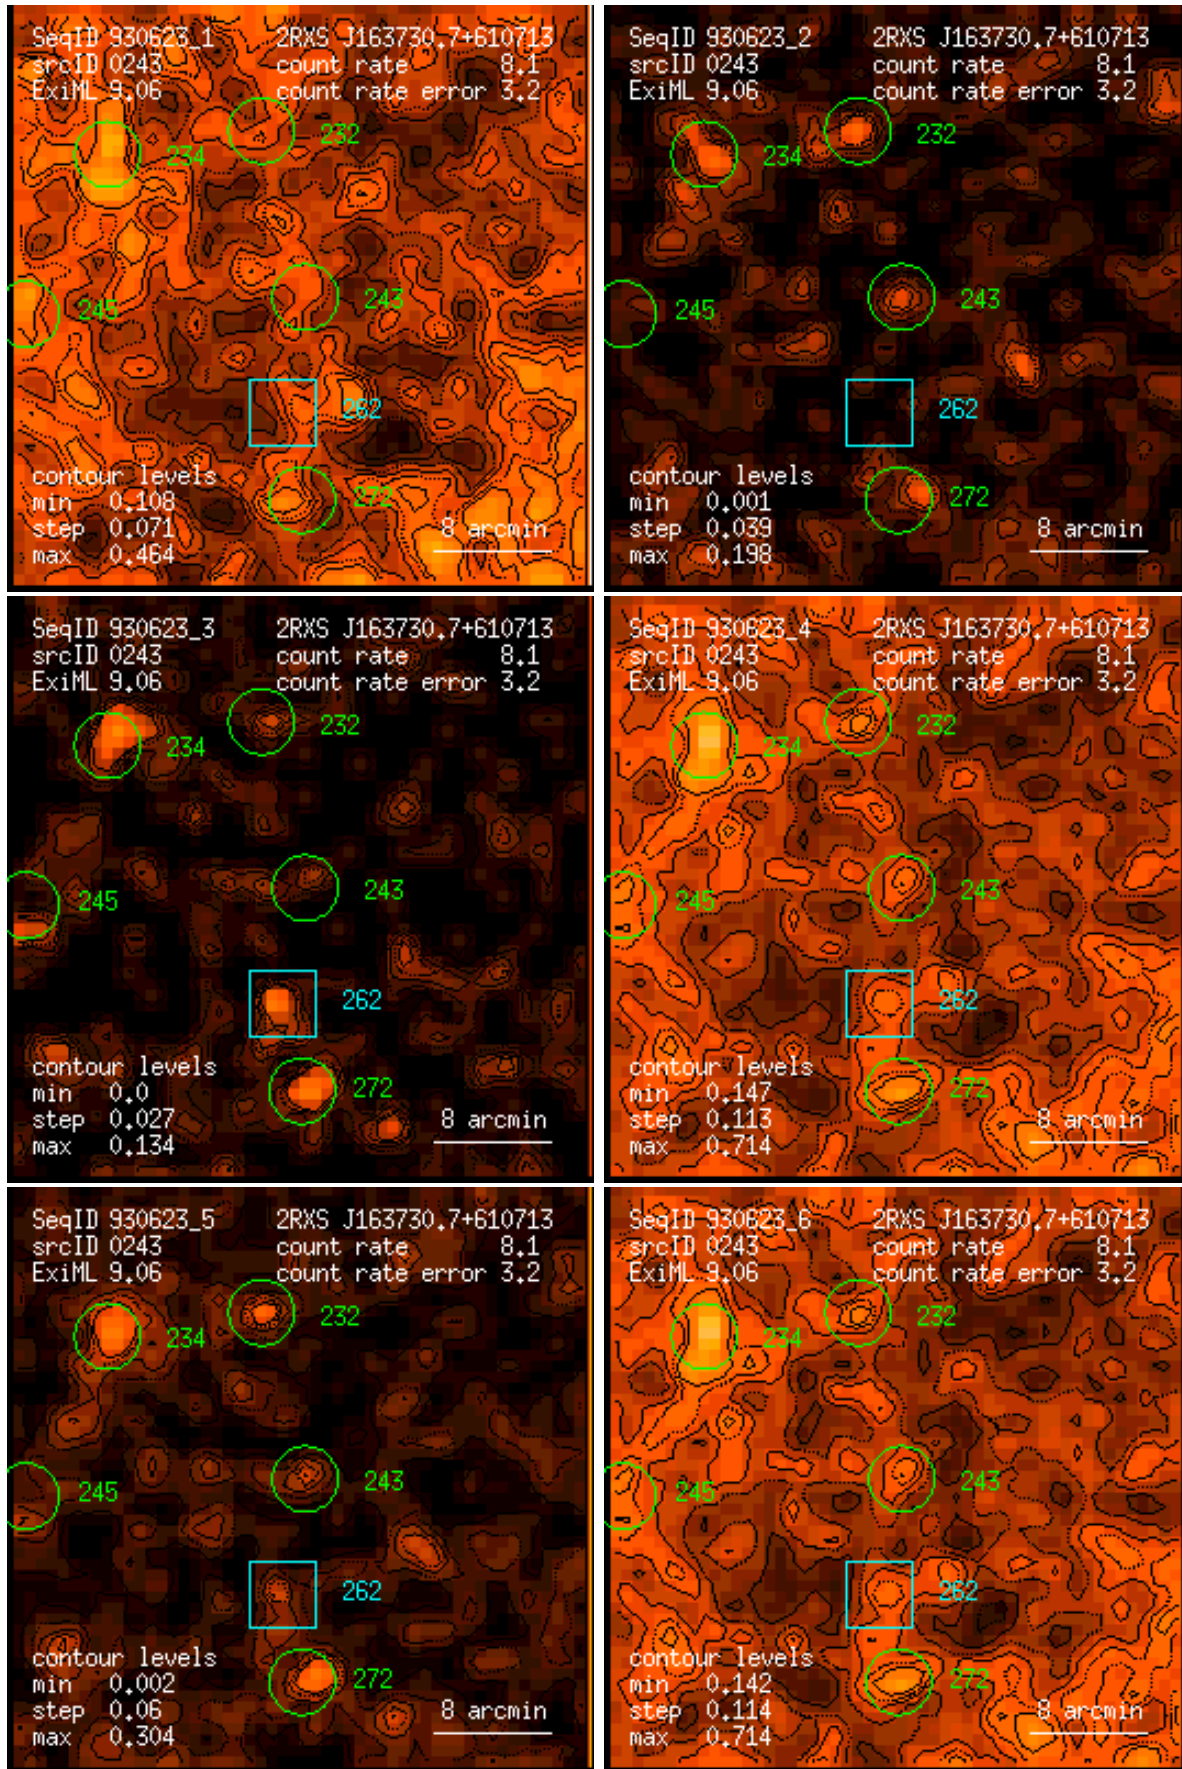 SeqID 930623_1 2RXS J163730.7+610713
srcID 0243 count rate 8.1
ExiML 9.06 count rate error 3.2
232
234
243
245
262
contour levels
min 0.108 272
step 0.071 8 arcmin
max 0.464
SeqID 930623_2 2RXS J163730.7+610713
srcID 0243 count rate 8.1
ExiML 9.06 count rate error 3.2
232
234
243
245
262
contour levels
min 0.001 272
step 0.039 8 arcmin
max 0.198
SeqID 930623_3 2RXS J163730.7+610713
srcID 0243 count rate 8.1
ExiML 9.06 count rate error 3.2
232
234
243
245
262
contour levels
min 0.0 272
step 0.027 8 arcmin
max 0.134
SeqID 930623_4 2RXS J163730.7+610713
srcID 0243 count rate 8.1
ExiML 9.06 count rate error 3.2
232
234
243
245
262
contour levels
min 0.147 272
step 0.113 8 arcmin
max 0.714
SeqID 930623_5 2RXS J163730.7+610713
srcID 0243 count rate 8.1
ExiML 9.06 count rate error 3.2
232
234
243
245
262
contour levels
min 0.002 272
step 0.06 8 arcmin
max 0.304
SeqID 930623_6 2RXS J163730.7+610713
srcID 0243 count rate 8.1
ExiML 9.06 count rate error 3.2
232
234
243
245
262
contour levels
min 0.142 272
step 0.114 8 arcmin
max 0.714